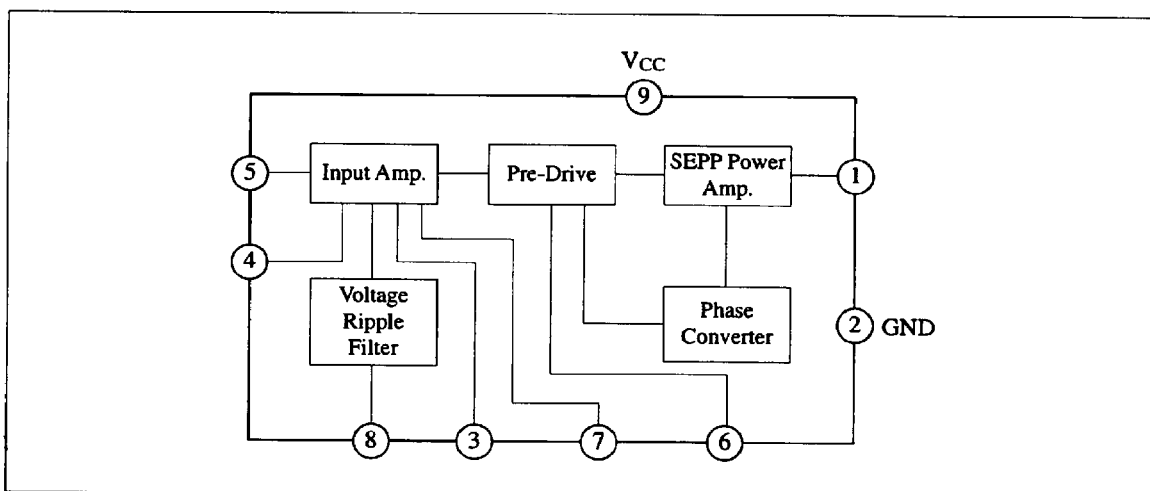 VCC
9
5
Input Amp.
Pre-Drive
SEPP Power
Amp.
1
4
Voltage
Ripple
Filter
Phase
Converter
2
GND
8
3
7
6